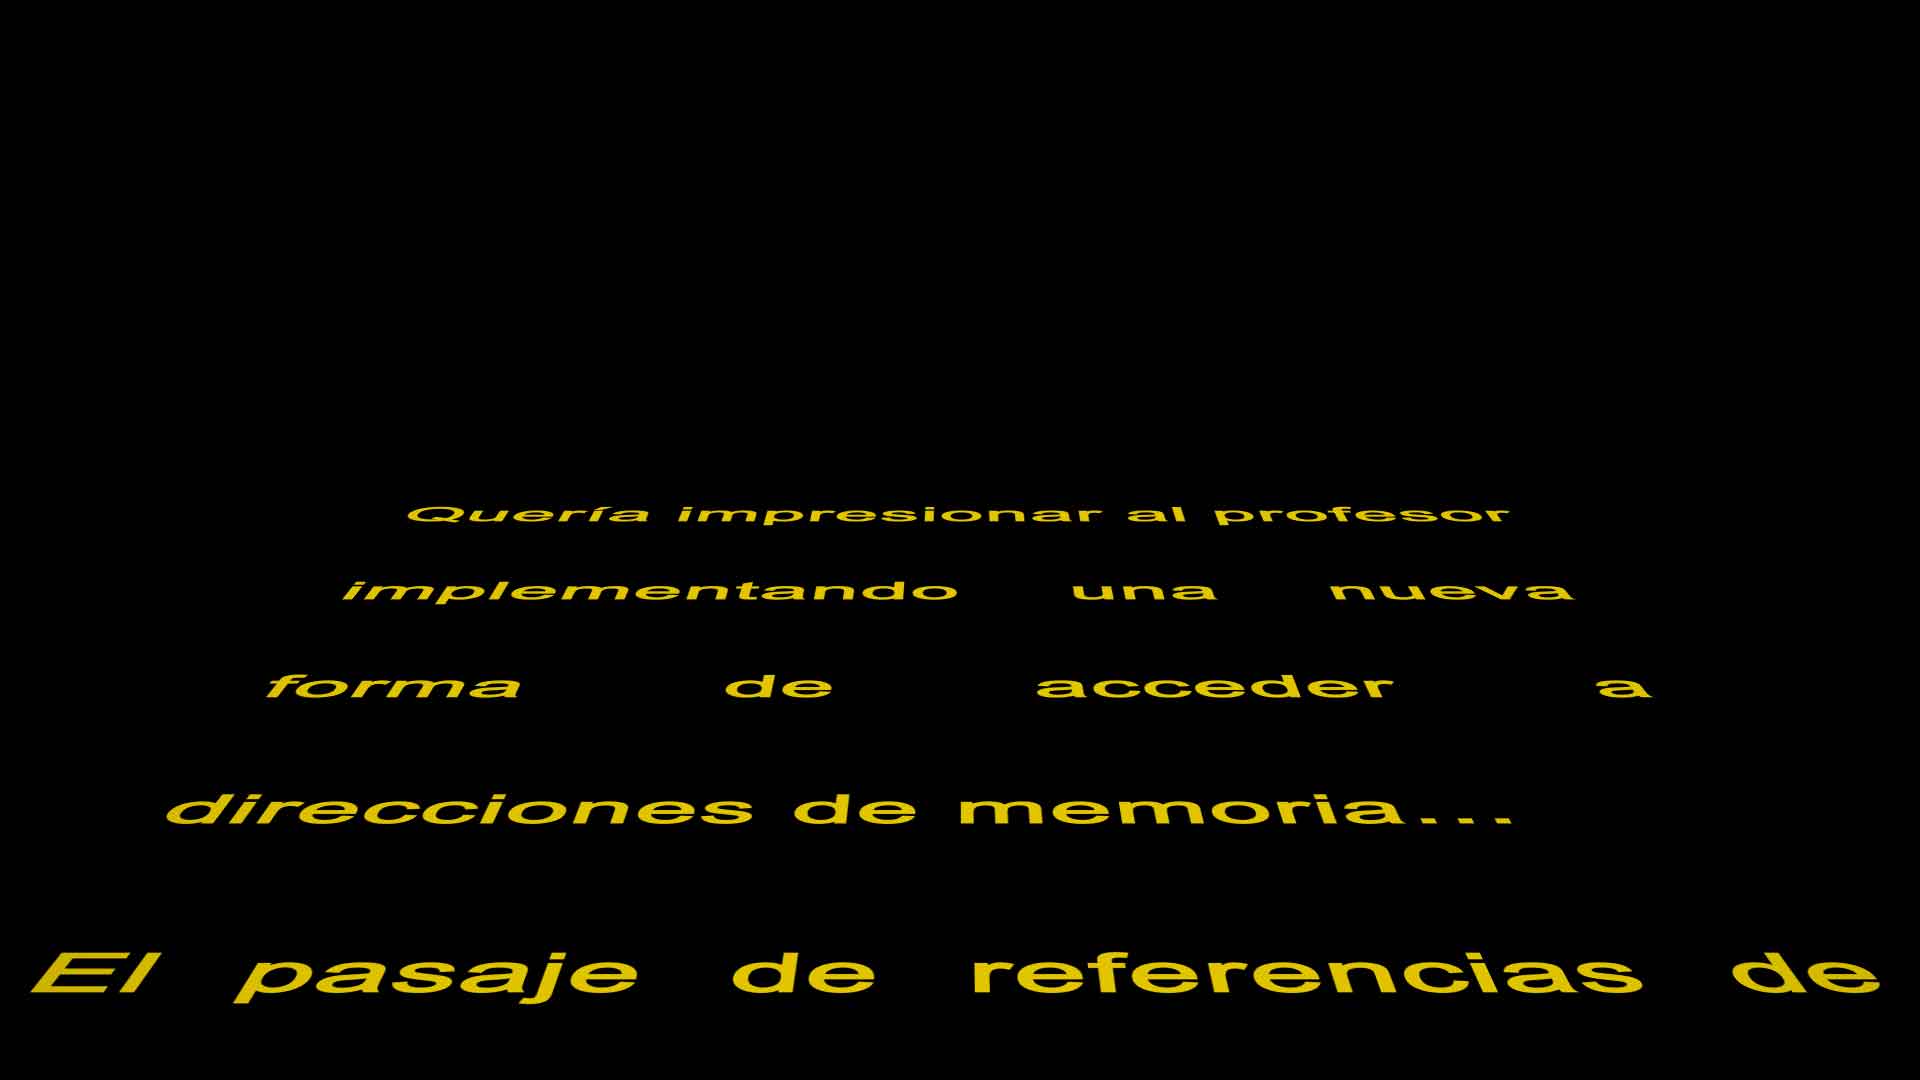 Quería impresionar al profesor
implementando una nueva
forma de acceder a
direcciones de memoria...
El pasaje de referencias de